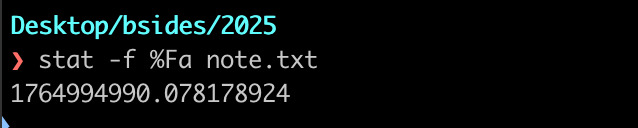 Desktop/bsides/2025
❯ stat -f %Fa note.txt
1764994990.078178924